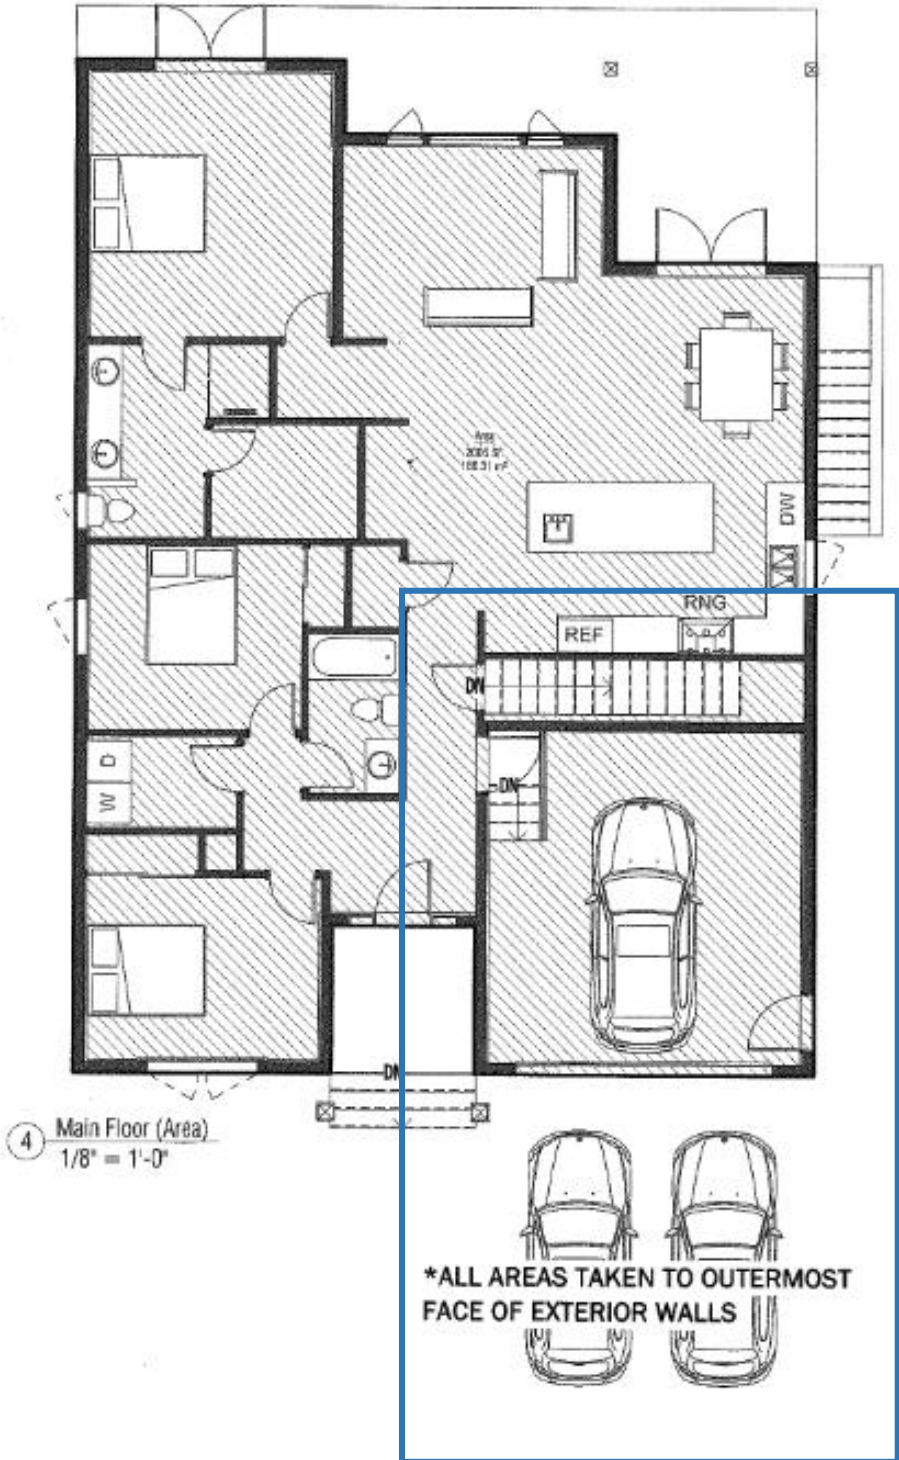 Area
DW
RNG
REF
DN
D
W
DN
DN
4
Main Floor (Area)
1/8" = 1'-0"
*ALL AREAS TAKEN TO OUTERMOST
FACE OF EXTERIOR WALLS